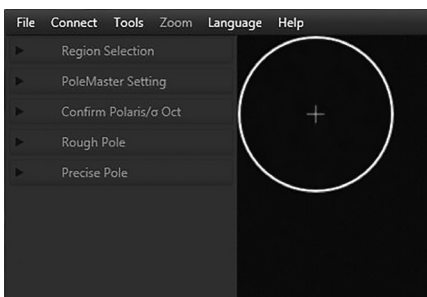 File Connect Tools Zoom Language Help
Region Selection
PoleMaster Setting
Confirm Polaris/σ Oct
Rough Pole
Precise Pole